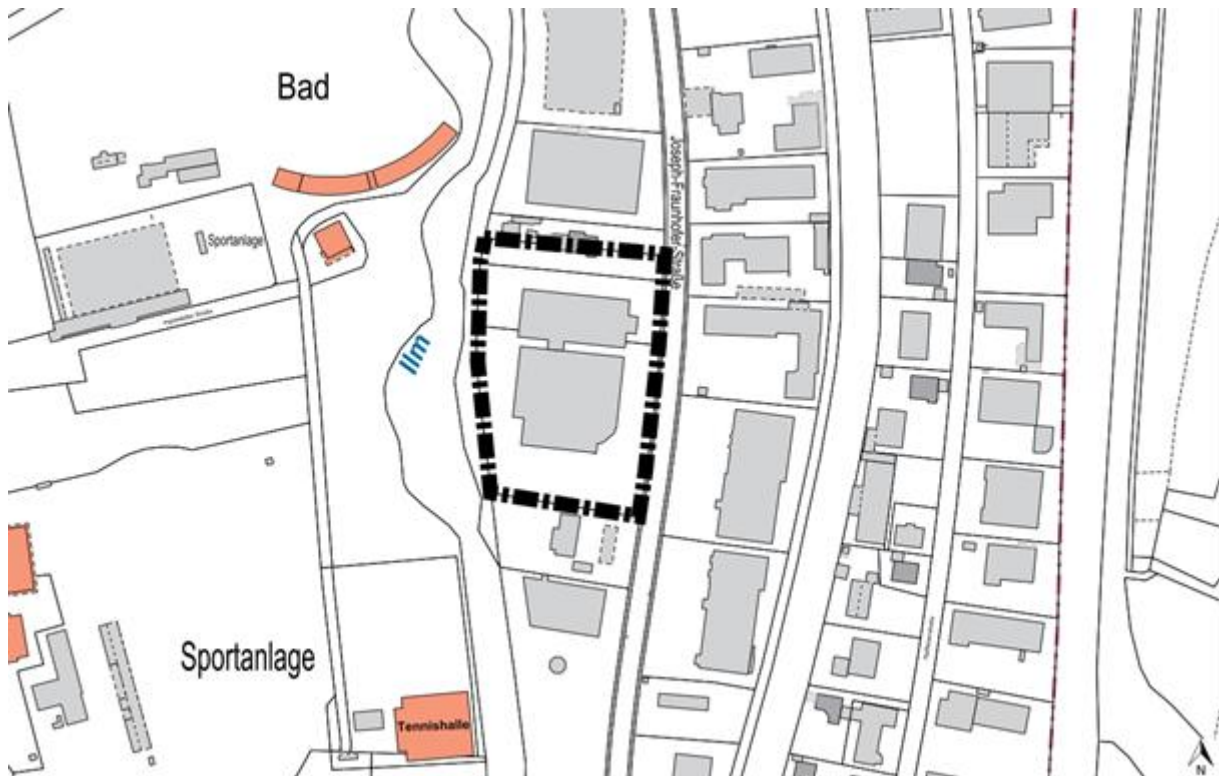 Bad
Joseph-Fraunhofer-Straße
Sportanlage
Ilm
Sportanlage
Tennishalle
N